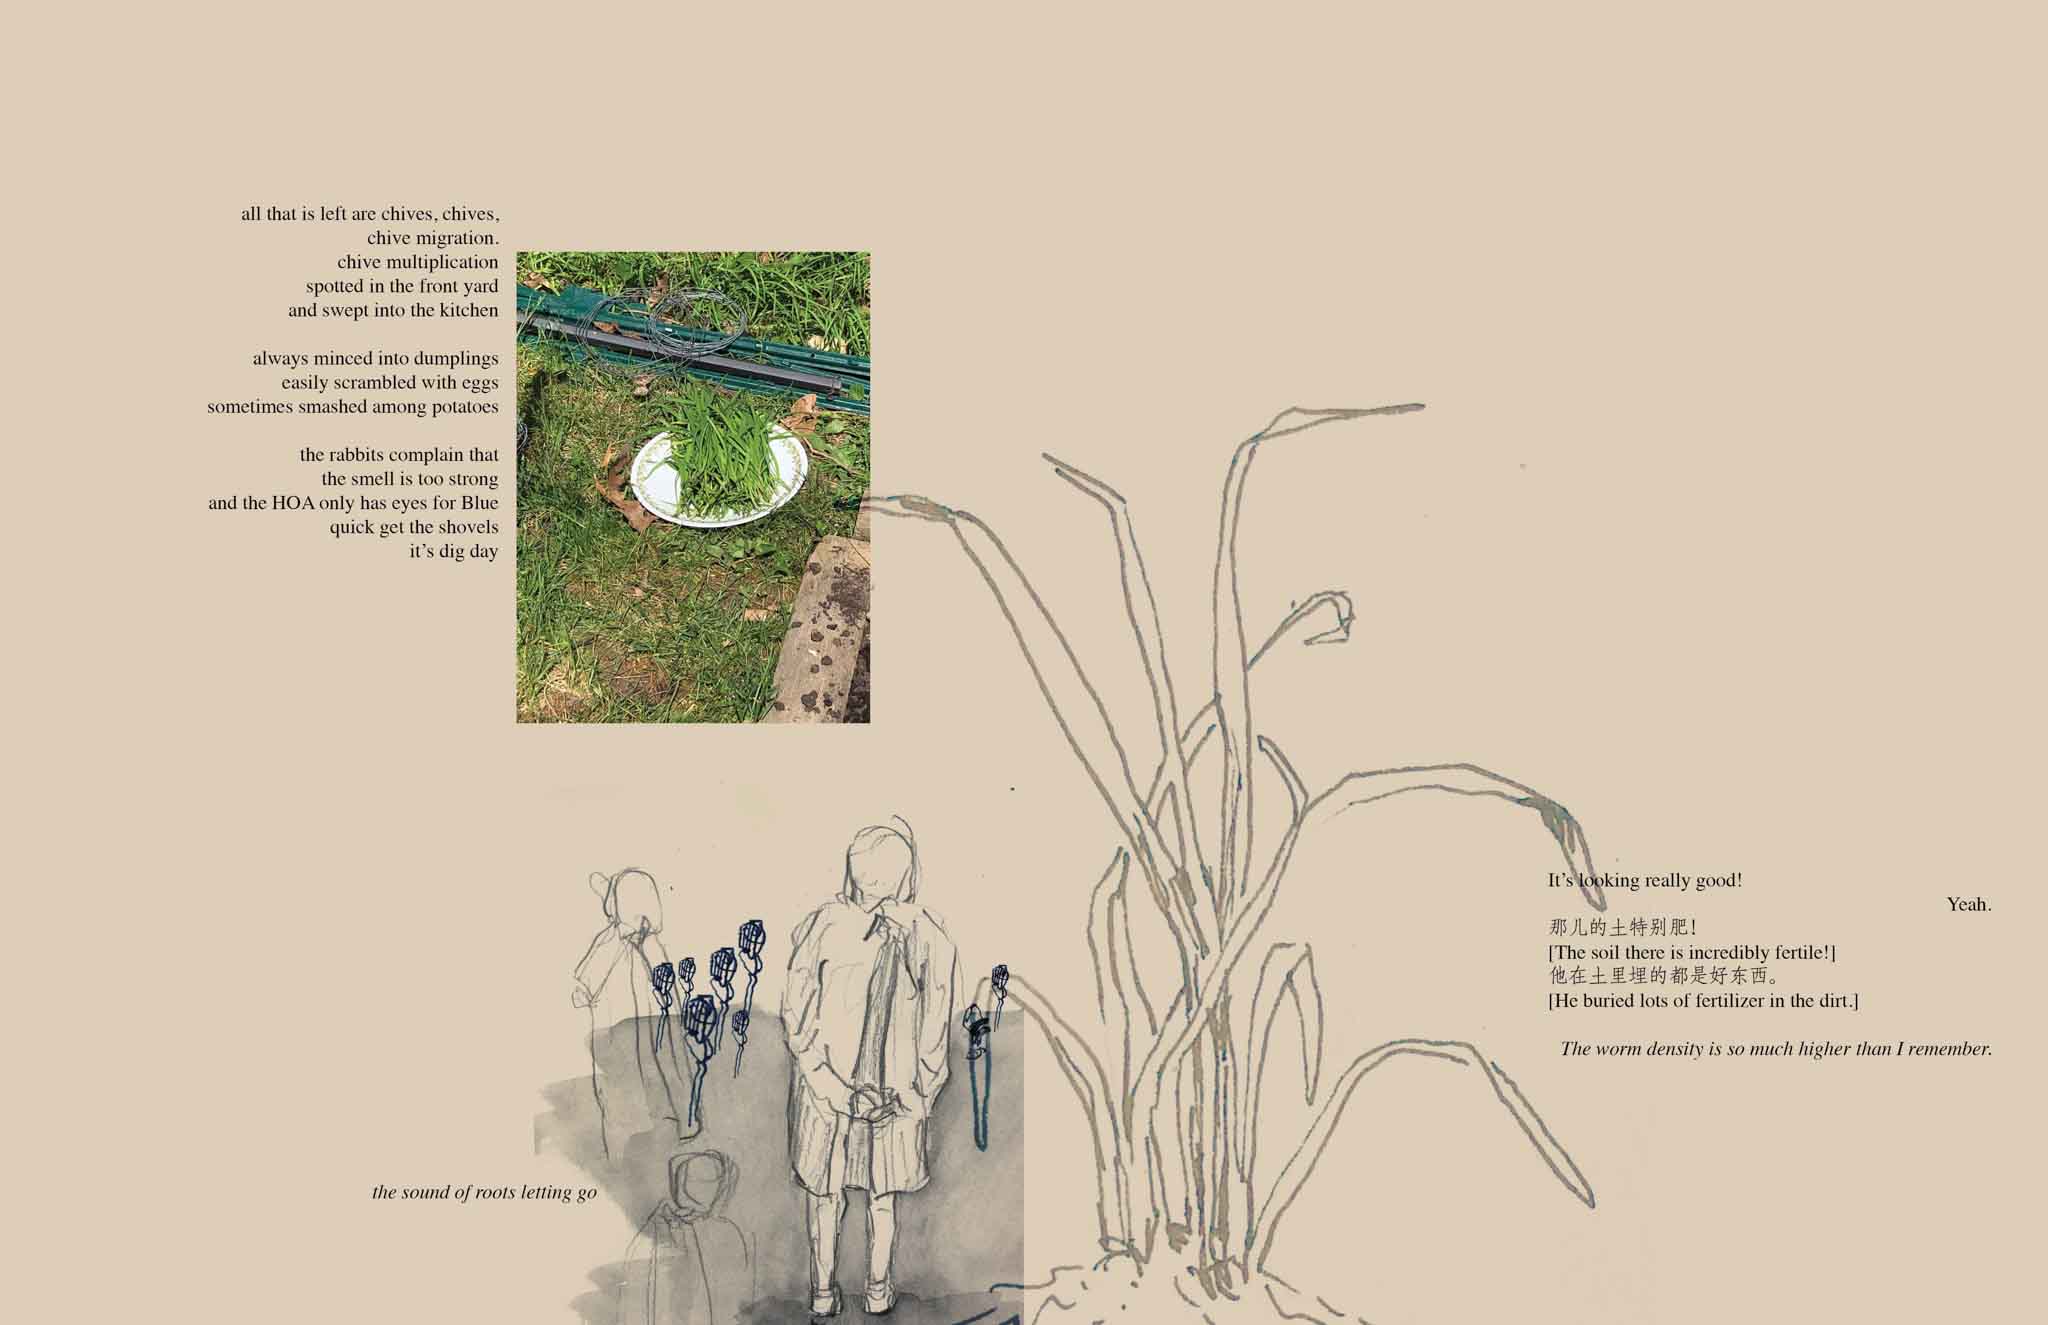 all that is left are chives, chives,
chive migration.
chive multiplication
spotted in the front yard
and swept into the kitchen
always minced into dumplings
easily scrambled with eggs
sometimes smashed among potatoes
the rabbits complain that
the smell is too strong
and the HOA only has eyes for Blue
quick get the shovels
it’s dig day
the sound of roots letting go
It’s looking really good!
Yeah.
那儿的土特别肥！
[The soil there is incredibly fertile!]
他在土里埋的都是好东西。
[He buried lots of fertilizer in the dirt.]
The worm density is so much higher than I remember.